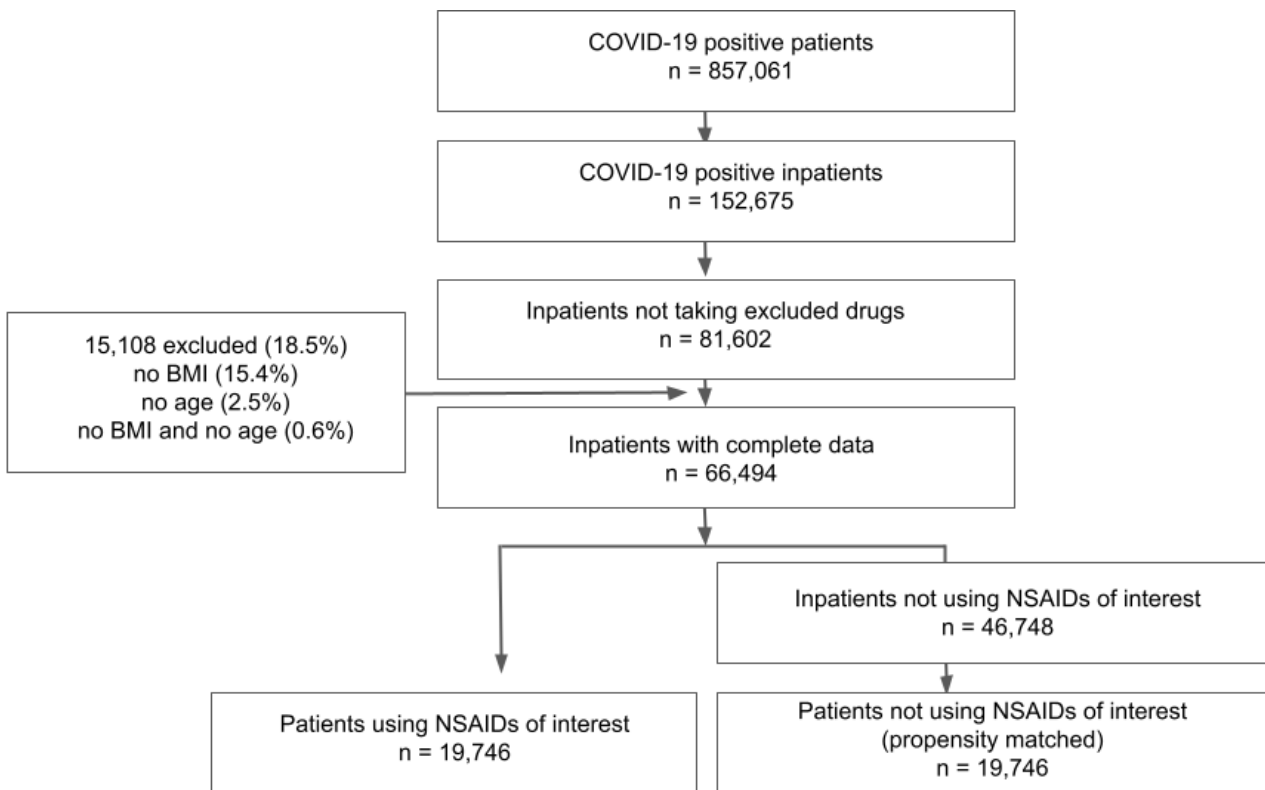 COVID-19 positive patients
n = 857,061
COVID-19 positive inpatients
n = 152,675
Inpatients not taking excluded drugs
n = 81,602
15,108 excluded (18.5%)
no BMI (15.4%)
no age (2.5%)
no BMI and no age (0.6%)
Inpatients with complete data
n = 66,494
Inpatients not using NSAIDs of interest
n = 46,748
Patients using NSAIDs of interest
n = 19,746
Patients not using NSAIDs of interest
(propensity matched)
n = 19,746